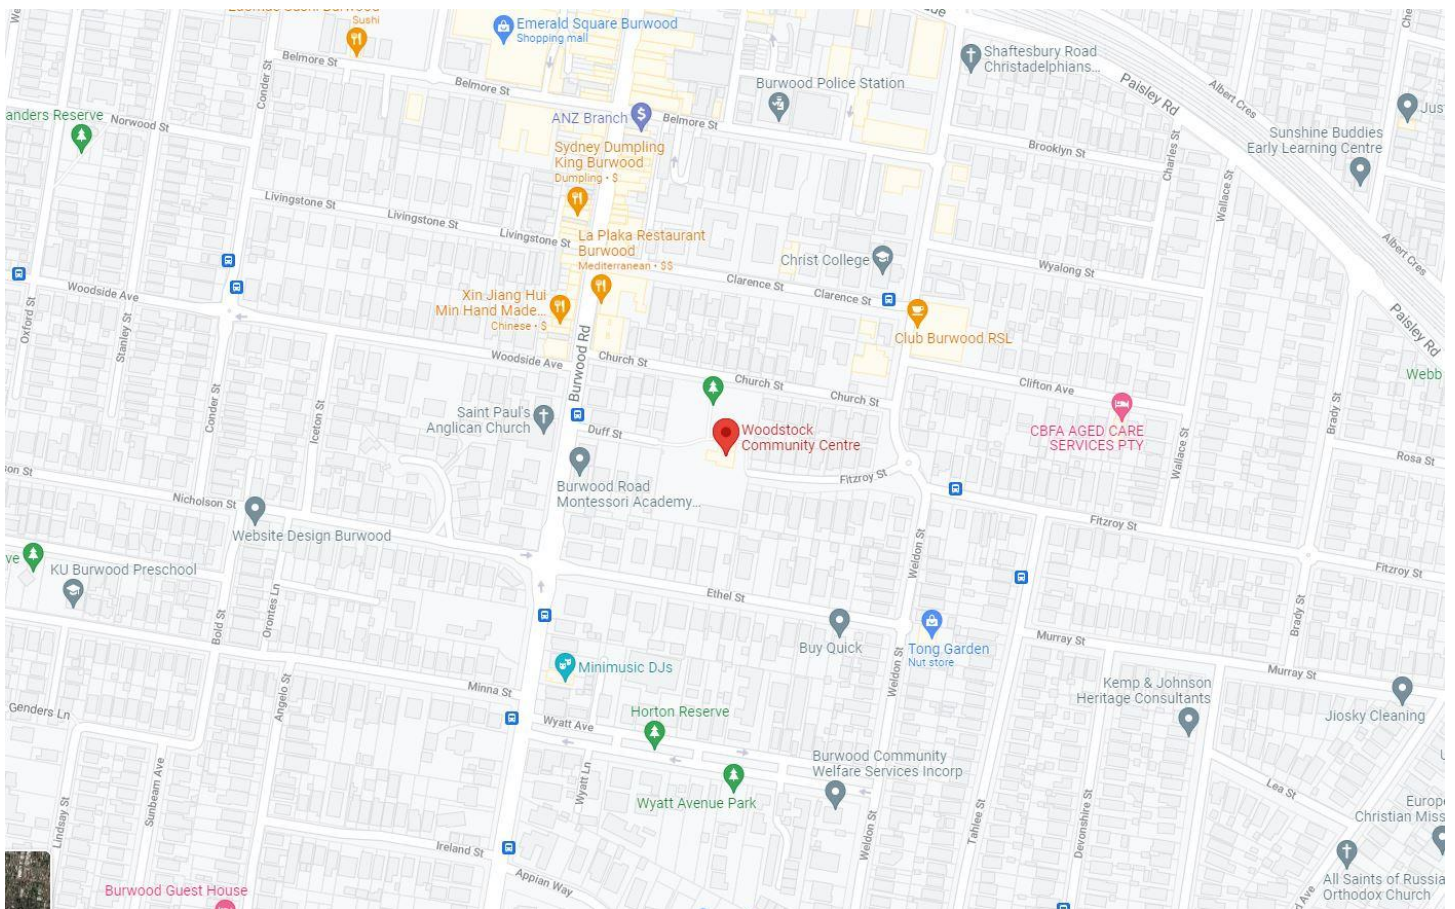 Sushi
Emerald Square Burwood
Shopping mall
Shaftesbury Road
Christadelphians...
Belmore St
Conder St
Belmore St
Burwood Police Station
Paisley Rd
Albert Cres
anders Reserve
Norwood St
ANZ Branch
Belmore St
Just
Sunshine Buddies
Early Learning Centre
Sydney Dumpling
King Burwood
Dumpling · $
Brooklyn St
Charles St
Wallace St
Livingstone St
Livingstone St
La Plaka Restaurant
Burwood
Mediterranean · $$
Christ College
Wyalong St
Albert Cres
Clarence St
Clarence St
Woodside Ave
Xin Jiang Hui
Min Hand Made...
Chinese · $
Oxford St
Stanley St
Burwood Rd
Club Burwood RSL
Paisley Rd
Woodside Ave
Church St
Church St
Church St
Clifton Ave
Webb
Conder St
Iceton St
Saint Paul's
Anglican Church
Duff St
Woodstock
Community Centre
CBFA AGED CARE
SERVICES PTY
Brady St
Wallace St
Rosa St
son St
Nicholson St
Burwood Road
Montessori Academy...
Fitzroy St
Fitzroy St
Website Design Burwood
Weldon St
Fitzroy St
ve
KU Burwood Preschool
Ethel St
Orontes Ln
Bold St
Buy Quick
Tong Garden
Nut store
Murray St
Brady St
Minimusic DJs
Weldon St
Murray St
Kemp & Johnson
Heritage Consultants
Minna St
Angelo St
Genders Ln
Horton Reserve
Wyatt Ave
Jiosky Cleaning
Burwood Community
Welfare Services Incorp
Wyatt Ln
Wyatt Avenue Park
Lea St
Sunbeam Ave
Lindsay St
Weldon St
Tahlee St
Devonshire St
Europe
Christian Miss
Ireland St
Appian Way
Burwood Guest House
All Saints of Russia
Orthodox Church
Ave